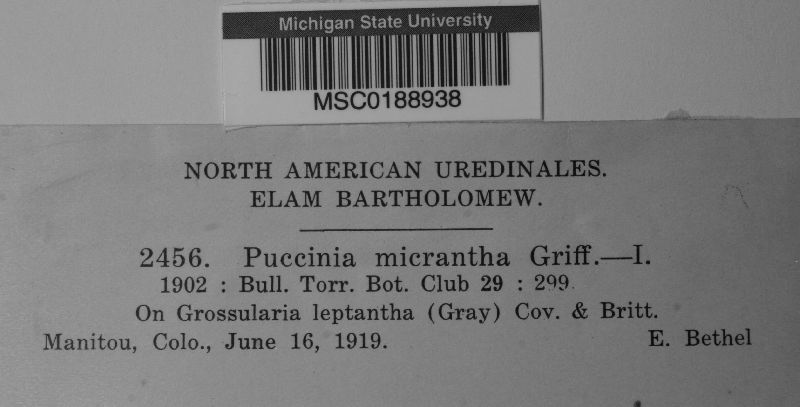 Michigan State University
MSC0188938
NORTH AMERICAN UREDINALES.
ELAM BARTHOLOMEW.
2456. Puccinia micrantha Griff.—I.
1902 : Bull. Torr. Bot. Club 29 : 299.
On Grossularia leptantha (Gray) Cov. & Britt.
Manitou, Colo., June 16, 1919. E. Bethel